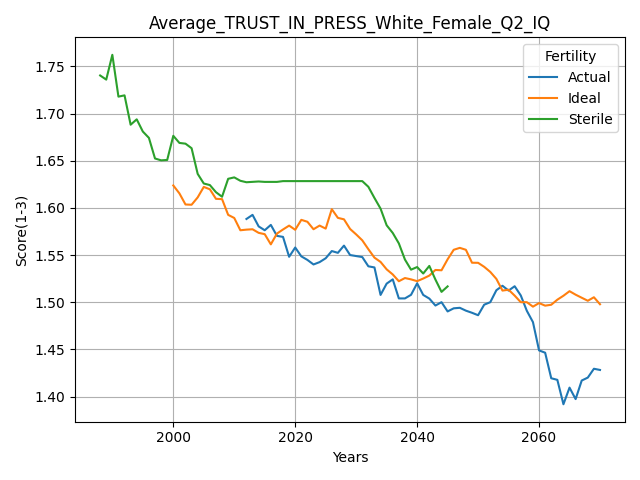 Average_TRUST_IN_PRESS_White_Female_Q2_IQ
Fertility
Actual
Ideal
Sterile
Score(1-3)
1.75
1.70
1.65
1.60
1.55
1.50
1.45
1.40
2000
2020
2040
2060
Years